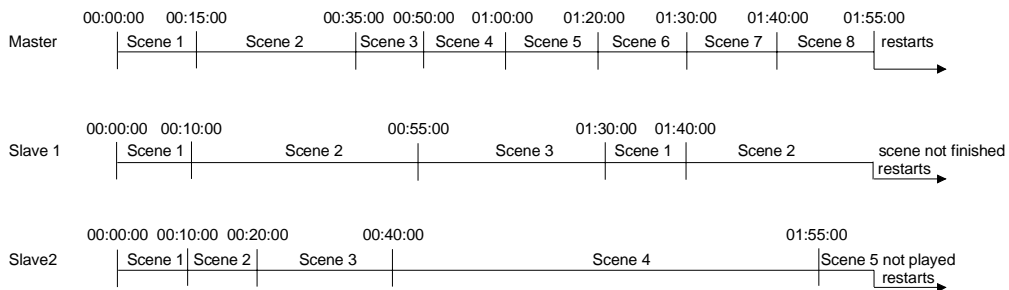 00:00:00 00:15:00 00:35:00 00:50:00 01:00:00 01:20:00 01:30:00 01:40:00 01:55:00
Master Scene 1 Scene 2 Scene 3 Scene 4 Scene 5 Scene 6 Scene 7 Scene 8 restarts
00:00:00 00:10:00 00:55:00 01:30:00 01:40:00
Slave 1 Scene 1 Scene 2 Scene 3 Scene 1 Scene 2 scene not finished
restarts
00:00:00 00:10:00 00:20:00 00:40:00 01:55:00
Slave2 Scene 1 Scene 2 Scene 3 Scene 4 Scene 5 not played
restarts